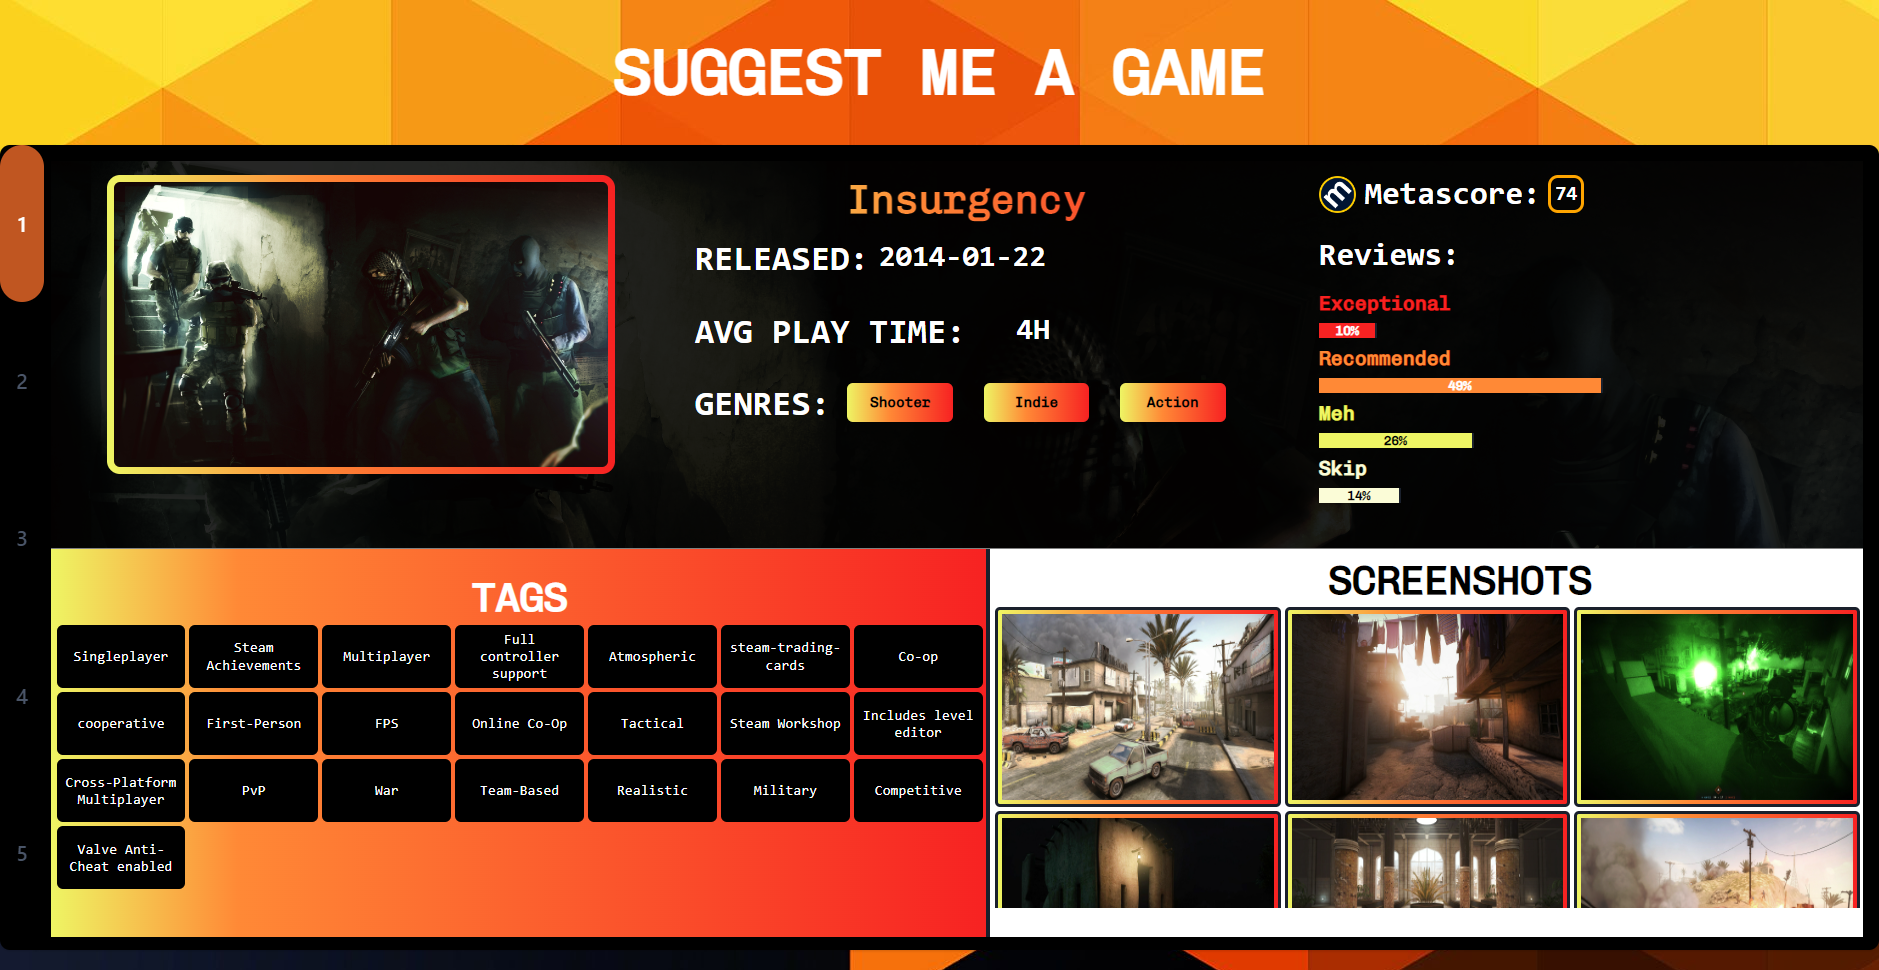 SUGGEST ME A GAME
1
2
3
4
5
Insurgency
RELEASED: 2014-01-22
AVG PLAY TIME: 4H
GENRES: Shooter Indie Action
m Metascore: 74
Reviews:
Exceptional
10%
Recommended
49%
Meh
26%
Skip
14%
TAGS
Singleplayer
Steam
Achievements
Multiplayer
Full
controller
support
Atmospheric
steam-trading-
cards
Co-op
cooperative
First-Person
FPS
Online Co-Op
Tactical
Steam Workshop
Includes level
editor
Cross-Platform
Multiplayer
PvP
War
Team-Based
Realistic
Military
Competitive
Valve Anti-
Cheat enabled
SCREENSHOTS